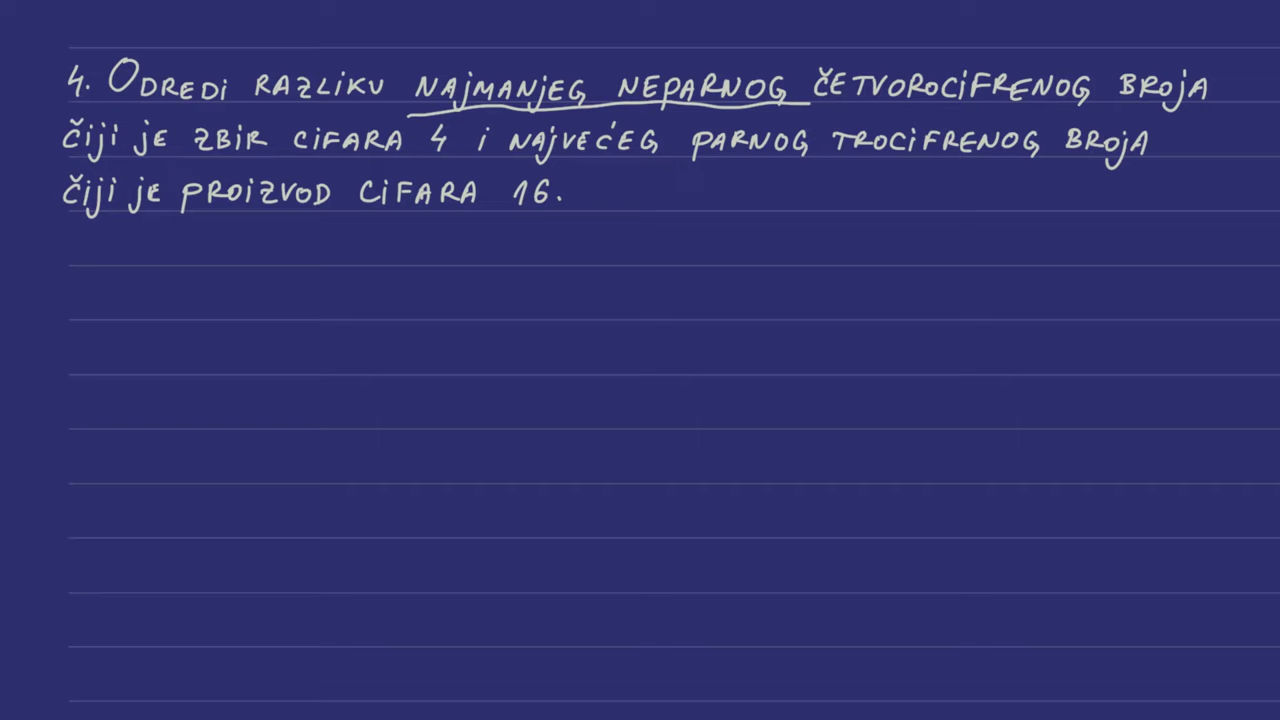 4. ODREDI RAZLIKU NAJMANJEG NEPARNOG ČETVOROCIFRENOG BROJA
ČIJI JE ZBIR CIFARA 4 I NAJVEĆEG PARNOG TROCIFRENOG BROJA
ČIJI JE PROIZVOD CIFARA 16.